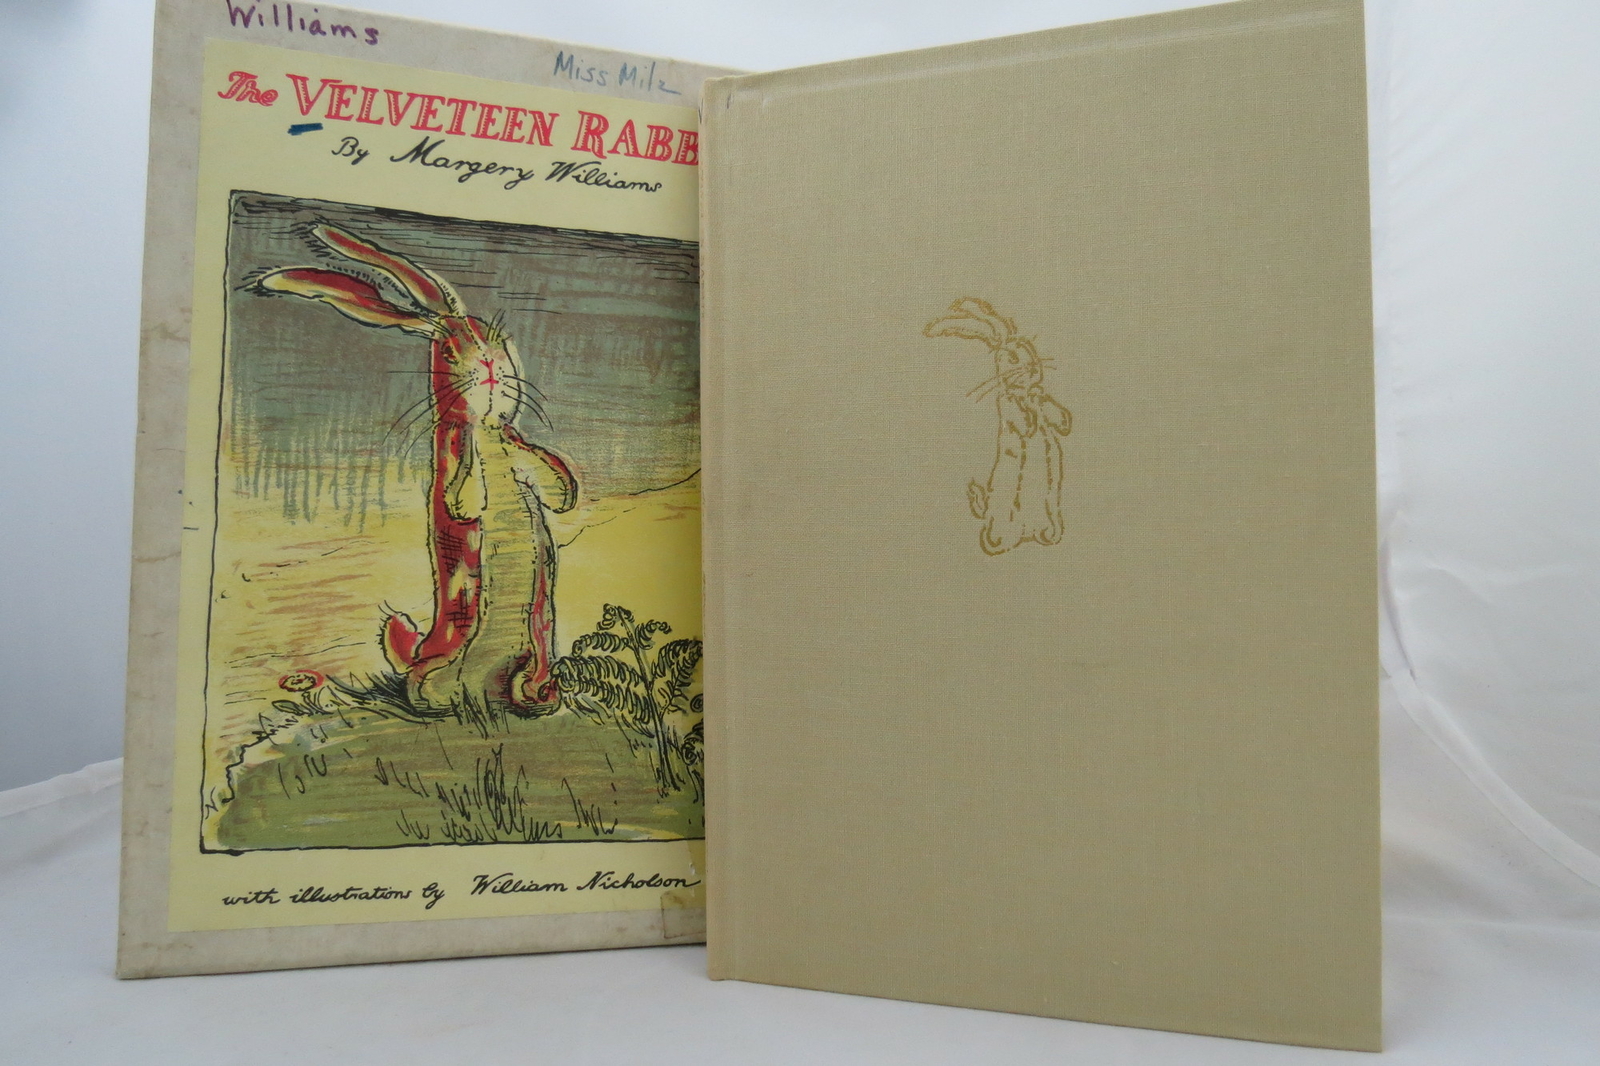 Williams
Miss Milz
The VELVETEEN RABB
By Margery Williams
with illustrations by William Nicholson